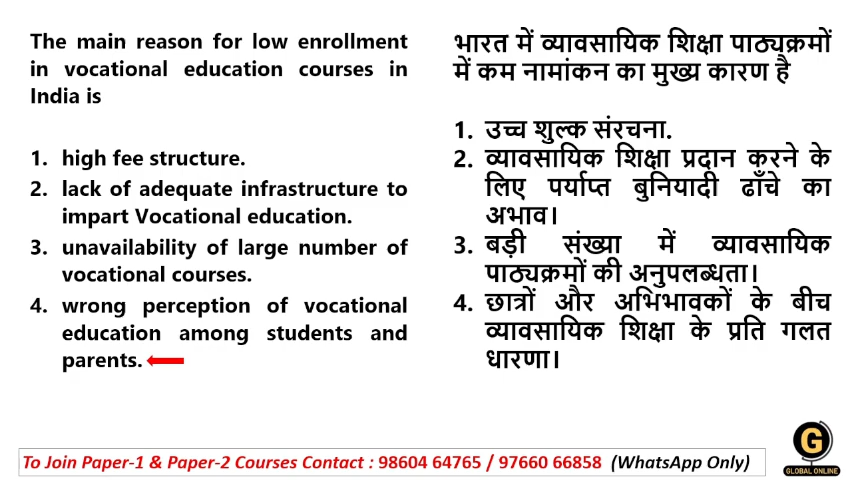 The main reason for low enrollment
in vocational education courses in
India is
1. high fee structure.
2. lack of adequate infrastructure to
impart Vocational education.
3. unavailability of large number of
vocational courses.
4. wrong perception of vocational
education among students and
parents.
भारत में व्यावसायिक शिक्षा पाठ्यक्रमों
में कम नामांकन का मुख्य कारण है
1. उच्च शुल्क संरचना.
2. व्यावसायिक शिक्षा प्रदान करने के
लिए पर्याप्त बुनियादी ढाँचे का
अभाव।
3. बड़ी संख्या में व्यावसायिक
पाठ्यक्रमों की अनुपलब्धता।
4. छात्रों और अभिभावकों के बीच
व्यावसायिक शिक्षा के प्रति गलत
धारणा।
To Join Paper-1 & Paper-2 Courses Contact : 98604 64765 / 97660 66858 (WhatsApp Only)
G
GLOBAL ONLINE